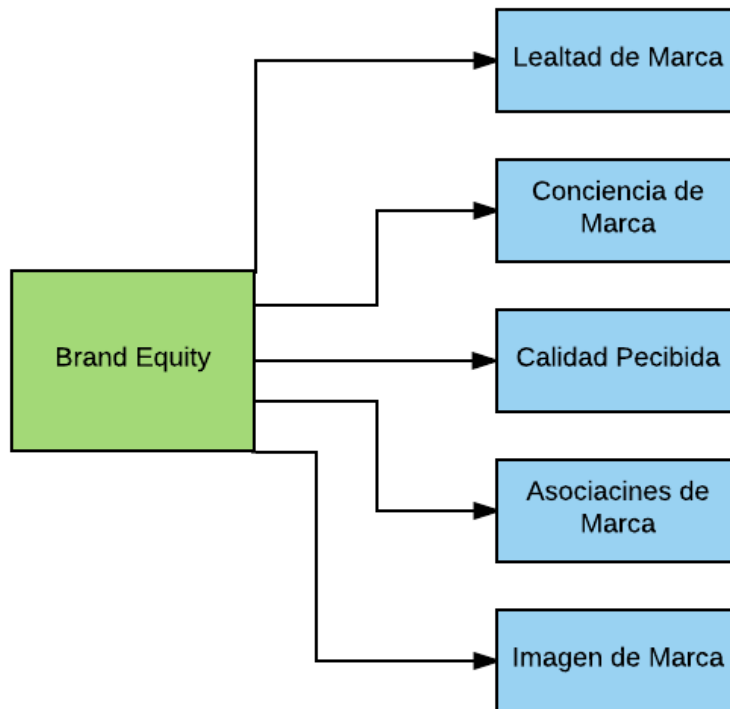 Lealtad de Marca
Conciencia de
Marca
Brand Equity
Calidad Pecibida
Asociacines de
Marca
Imagen de Marca